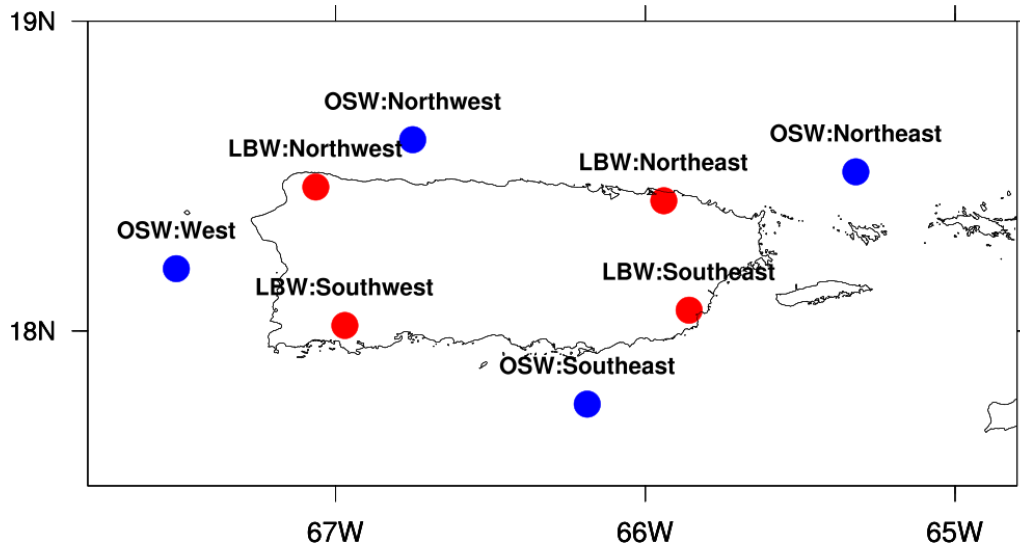 19N
OSW:Northwest
OSW:Northeast
LBW:Northwest
LBW:Northeast
OSW:West
LBW:Southeast
LBW:Southwest
18N
OSW:Southeast
67W
66W
65W